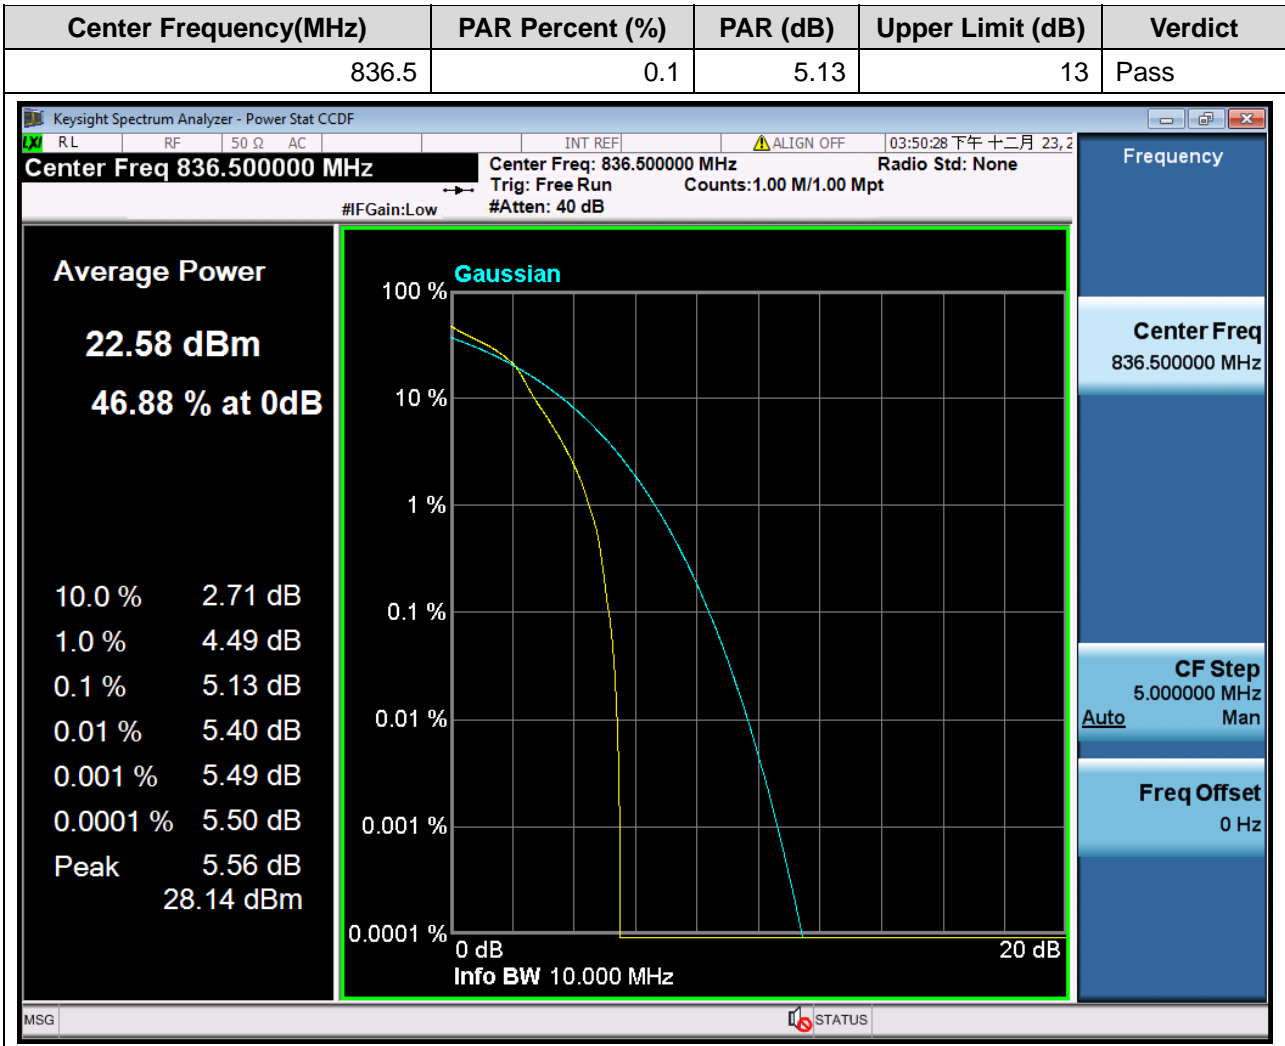 Center Frequency(MHz) PAR Percent (%) PAR (dB) Upper Limit (dB) Verdict
836.5 0.1 5.13 13 Pass
Keysight Spectrum Analyzer - Power Stat CCDF
LXI RL RF 50 Ω AC INT REF ALIGN OFF 03:50:28 下午 十二月 23, 2
Center Freq 836.500000 MHz
Center Freq: 836.500000 MHz Radio Std: None
Trig: Free Run Counts:1.00 M/1.00 Mpt
#IFGain:Low #Atten: 40 dB
Average Power
22.58 dBm
46.88 % at 0dB
10.0 % 2.71 dB
1.0 % 4.49 dB
0.1 % 5.13 dB
0.01 % 5.40 dB
0.001 % 5.49 dB
0.0001 % 5.50 dB
Peak 5.56 dB
28.14 dBm
Gaussian
100 %
10 %
1 %
0.1 %
0.01 %
0.001 %
0.0001 %
0 dB 20 dB
Info BW 10.000 MHz
Frequency
Center Freq
836.500000 MHz
CF Step
5.000000 MHz
Auto Man
Freq Offset
0 Hz
MSG STATUS